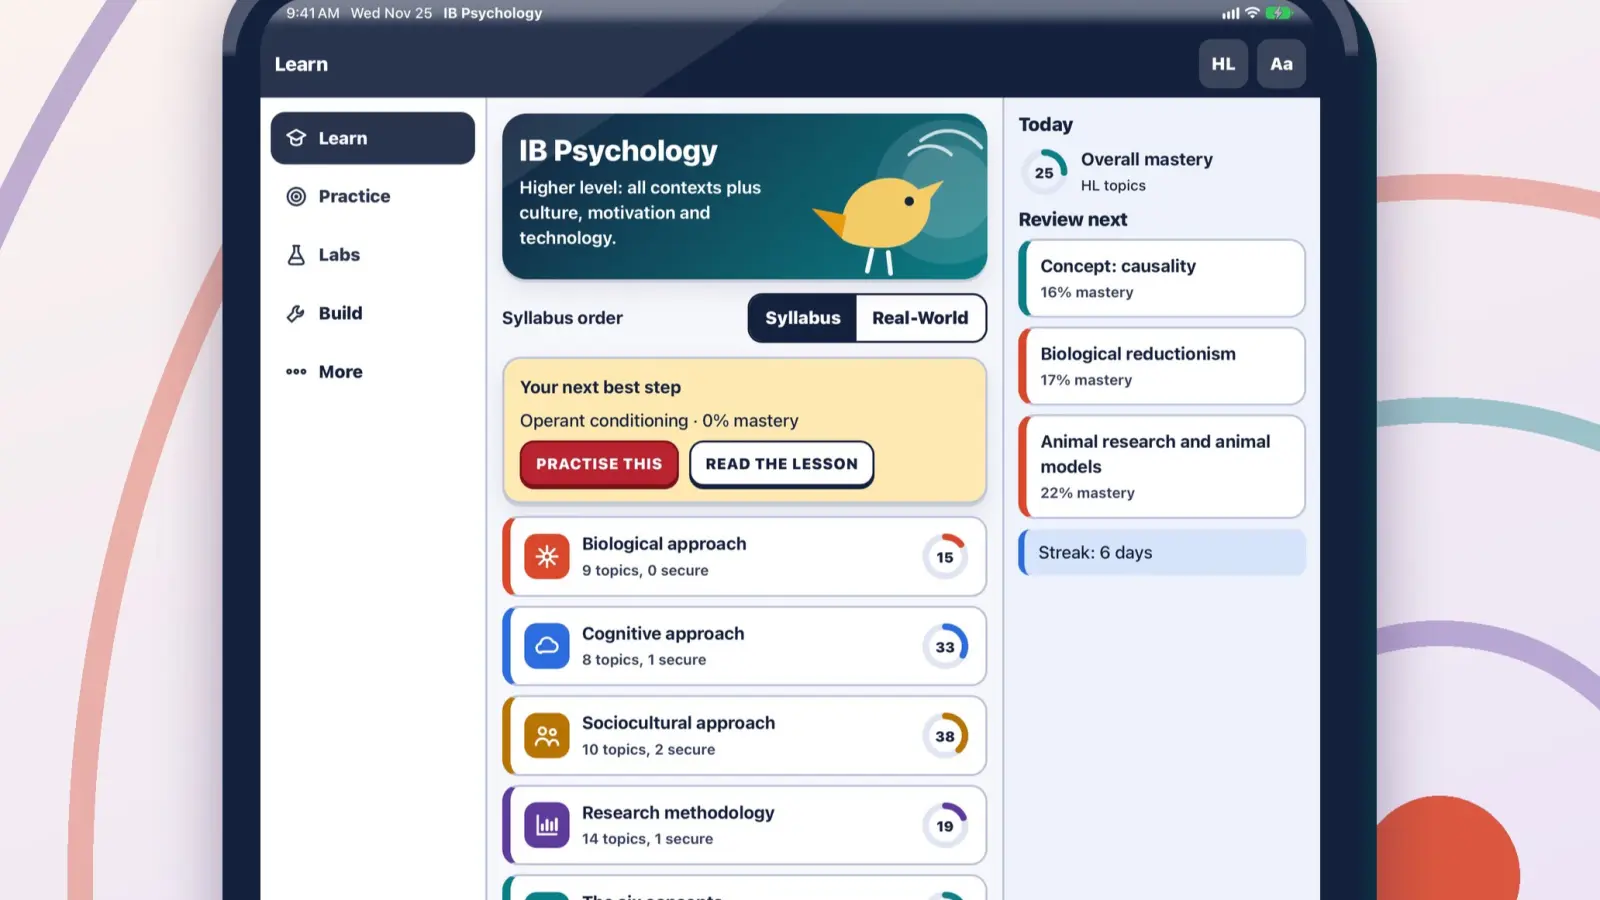 9:41 AM Wed Nov 25 IB Psychology
Learn
HL
Aa
Learn
Practice
Labs
Build
More
IB Psychology
Higher level: all contexts plus
culture, motivation and
technology.
Syllabus order
Syllabus
Real-World
Your next best step
Operant conditioning · 0% mastery
PRACTISE THIS
READ THE LESSON
Biological approach
9 topics, 0 secure
15
Cognitive approach
8 topics, 1 secure
33
Sociocultural approach
10 topics, 2 secure
38
Research methodology
14 topics, 1 secure
19
Today
25
Overall mastery
HL topics
Review next
Concept: causality
16% mastery
Biological reductionism
17% mastery
Animal research and animal
models
22% mastery
Streak: 6 days